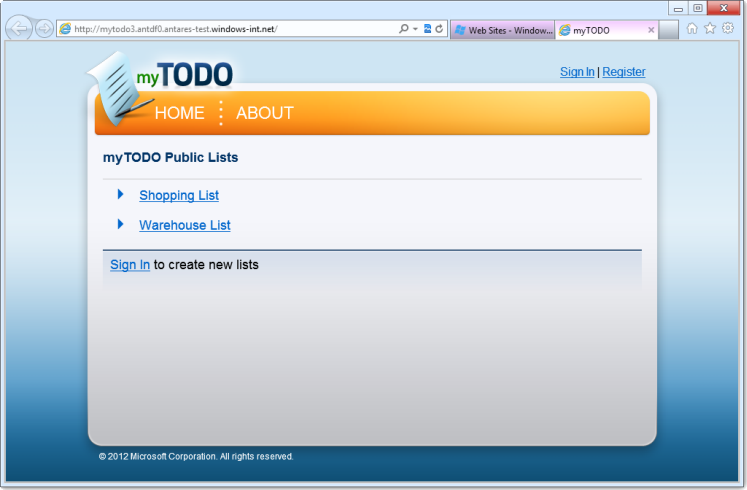 http://mytodo3.antdf0.antares-test.windows-int.net/
Web Sites - Window...
myTODO
myTODO
Sign In | Register
HOME
ABOUT
myTODO Public Lists
Shopping List
Warehouse List
Sign In to create new lists
© 2012 Microsoft Corporation. All rights reserved.